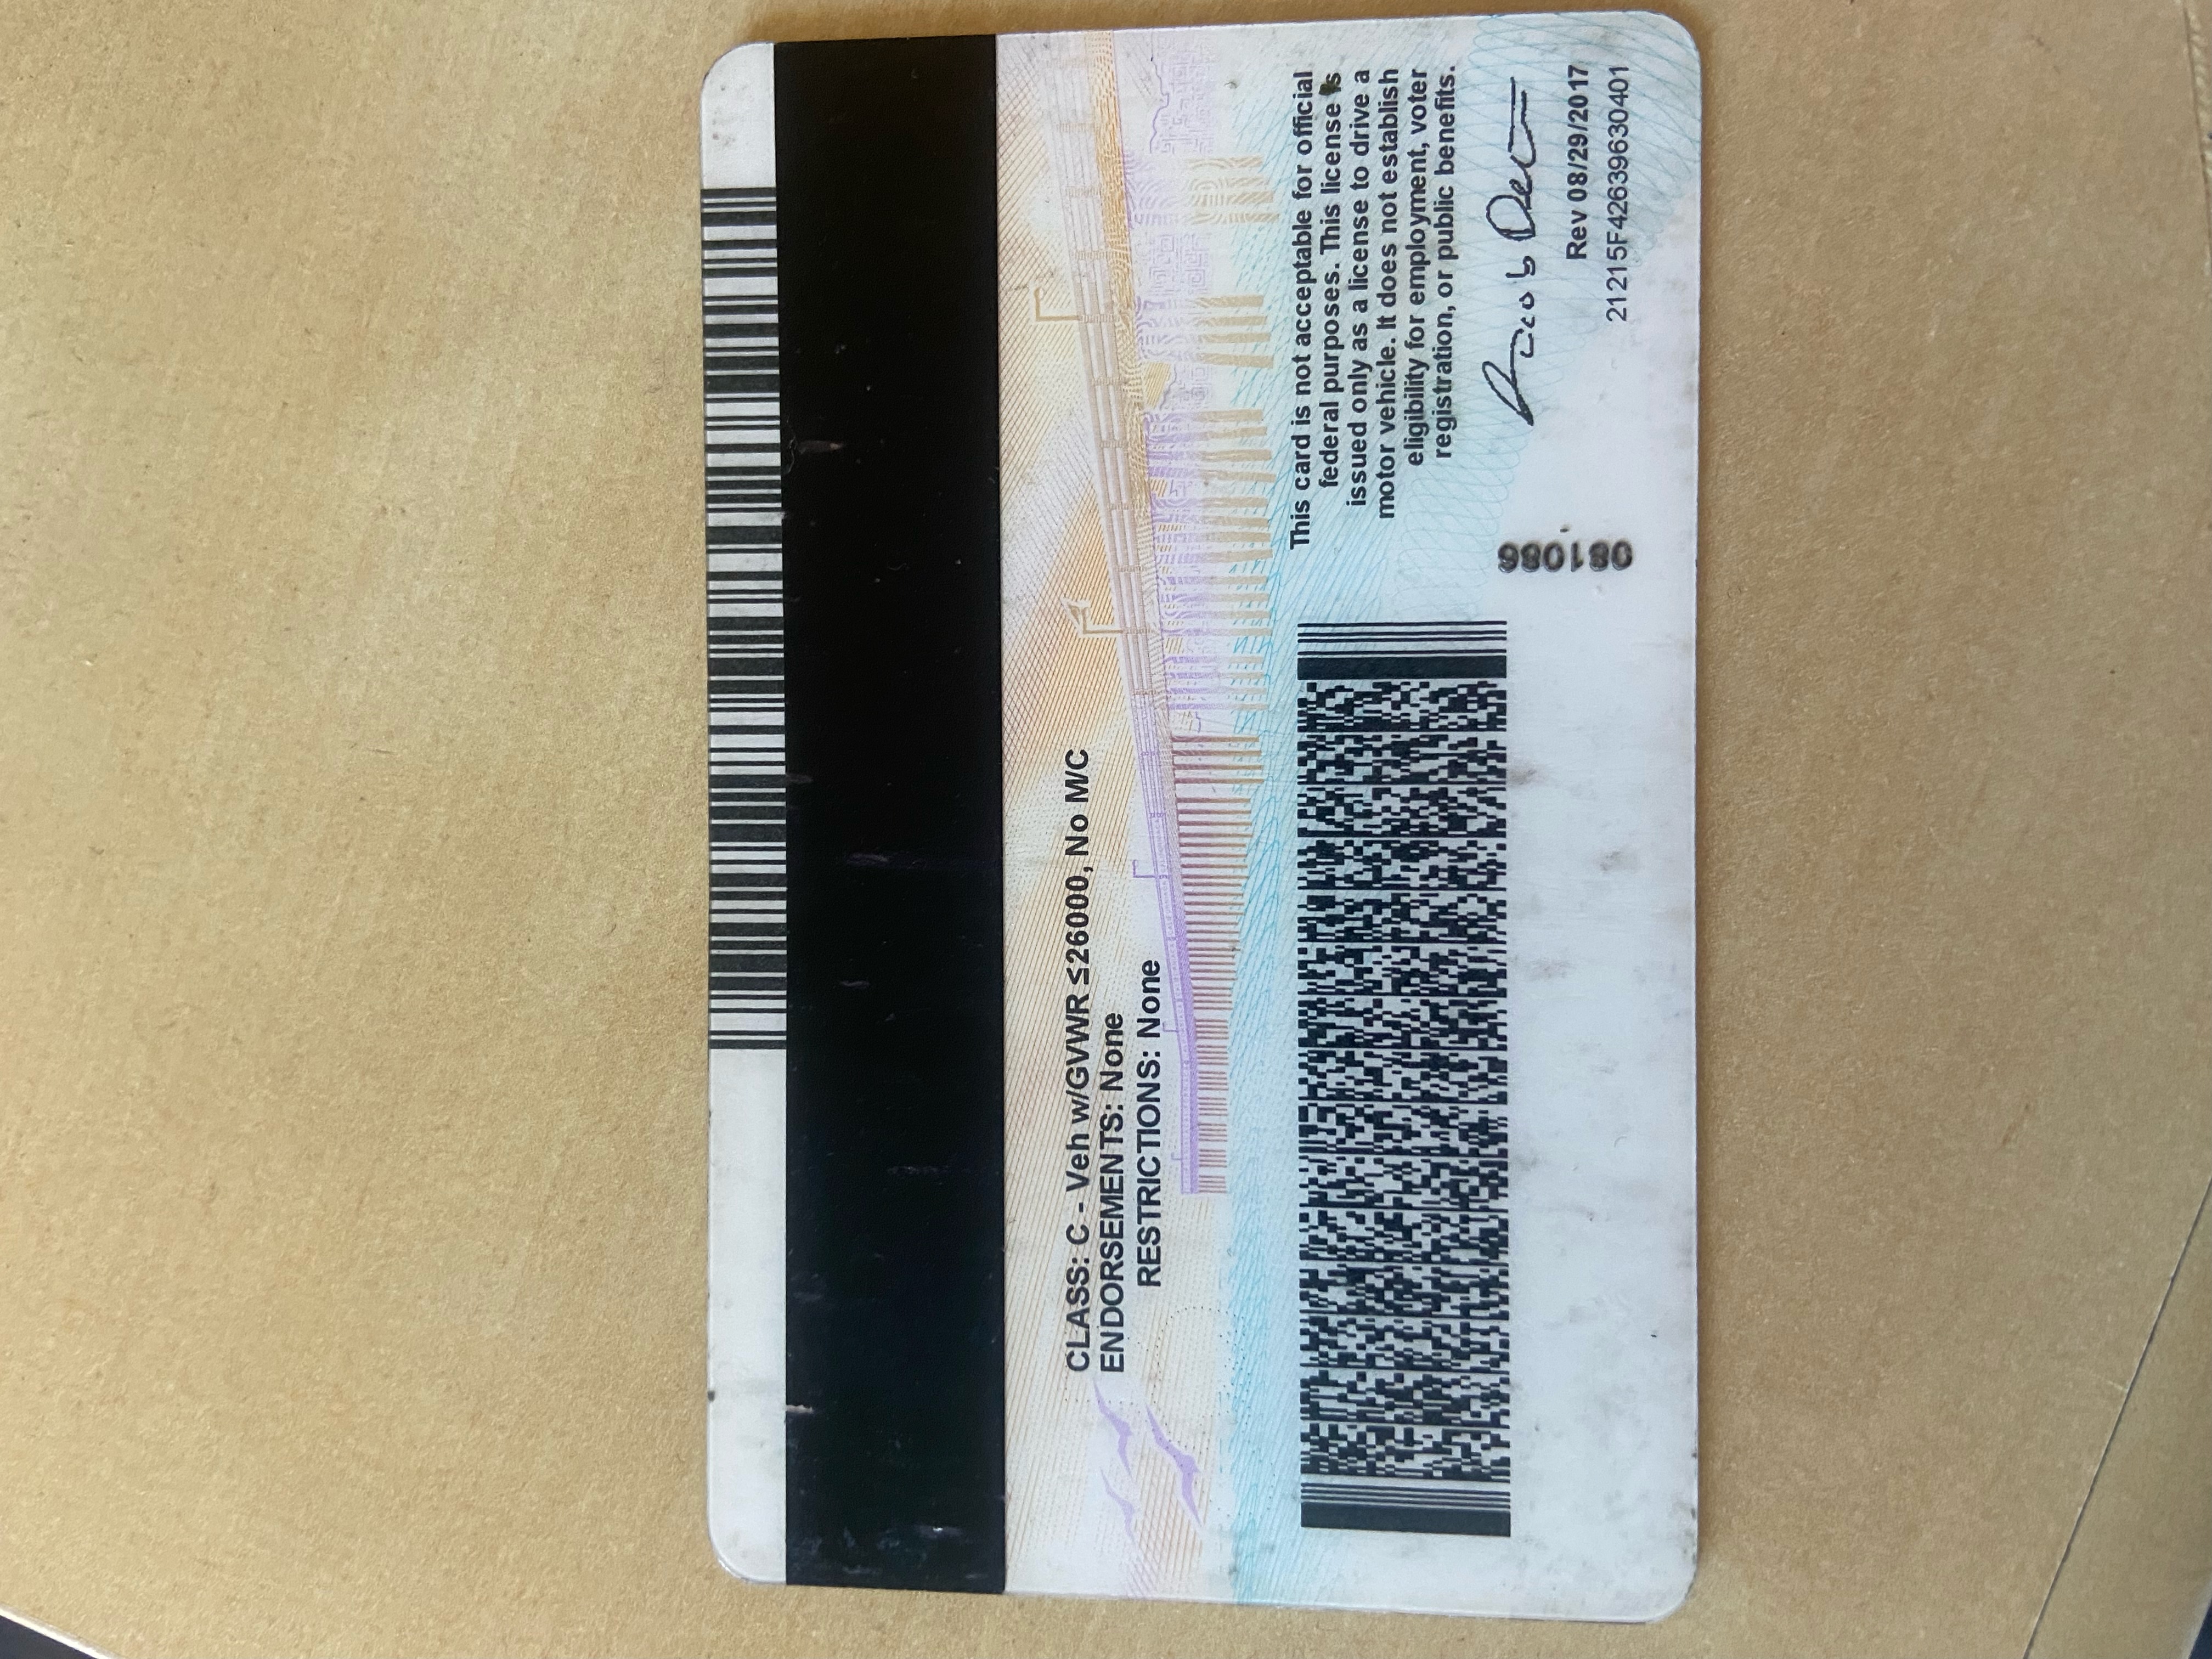 CLASS: C - Veh w/GVWR ≤26000, No M/C
ENDORSEMENTS: None
RESTRICTIONS: None
This card is not acceptable for official
federal purposes. This license is
issued only as a license to drive a
motor vehicle. It does not establish
eligibility for employment, voter
registration, or public benefits.
081086
Jacob
Rev 08/29/2017
21215F42639630401